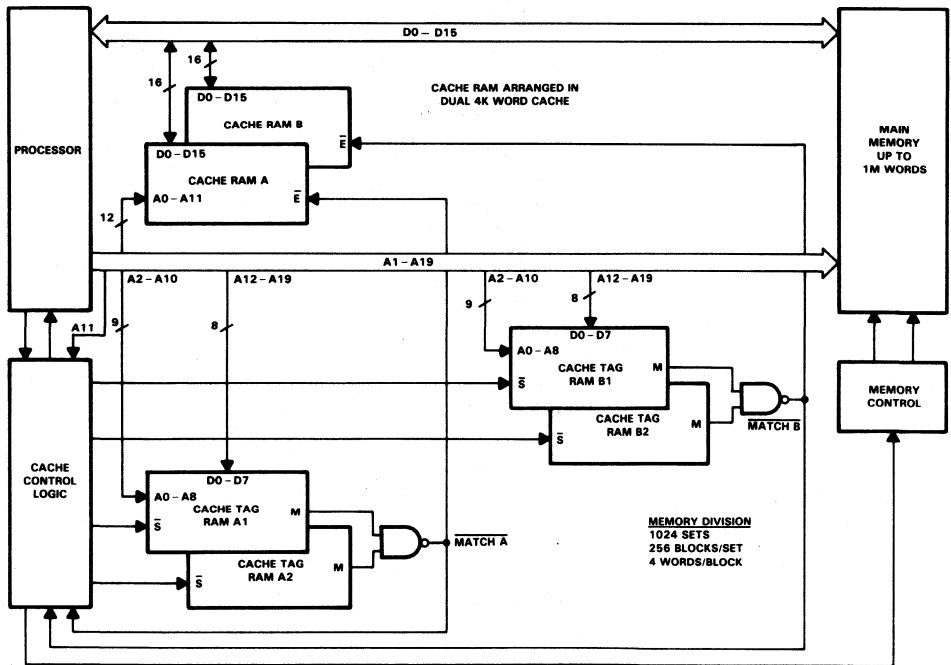 D0 – D15
16
16
D0 – D15
CACHE RAM B
E
CACHE RAM ARRANGED IN
DUAL 4K WORD CACHE
PROCESSOR
MAIN
MEMORY
UP TO
1M WORDS
D0 – D15
CACHE RAM A
A0 – A11
E
12
A1 – A19
A2 – A10
A12 – A19
A2 – A10
A12 – A19
9
8
A11
9
8
D0 – D7
A0 – A8
CACHE TAG
RAM B1
M
S
CACHE TAG
RAM B2
M
S
MATCH B
MEMORY
CONTROL
CACHE
CONTROL
LOGIC
D0 – D7
A0 – A8
CACHE TAG
RAM A1
M
S
CACHE TAG
RAM A2
M
S
MATCH A
MEMORY DIVISION
1024 SETS
256 BLOCKS/SET
4 WORDS/BLOCK